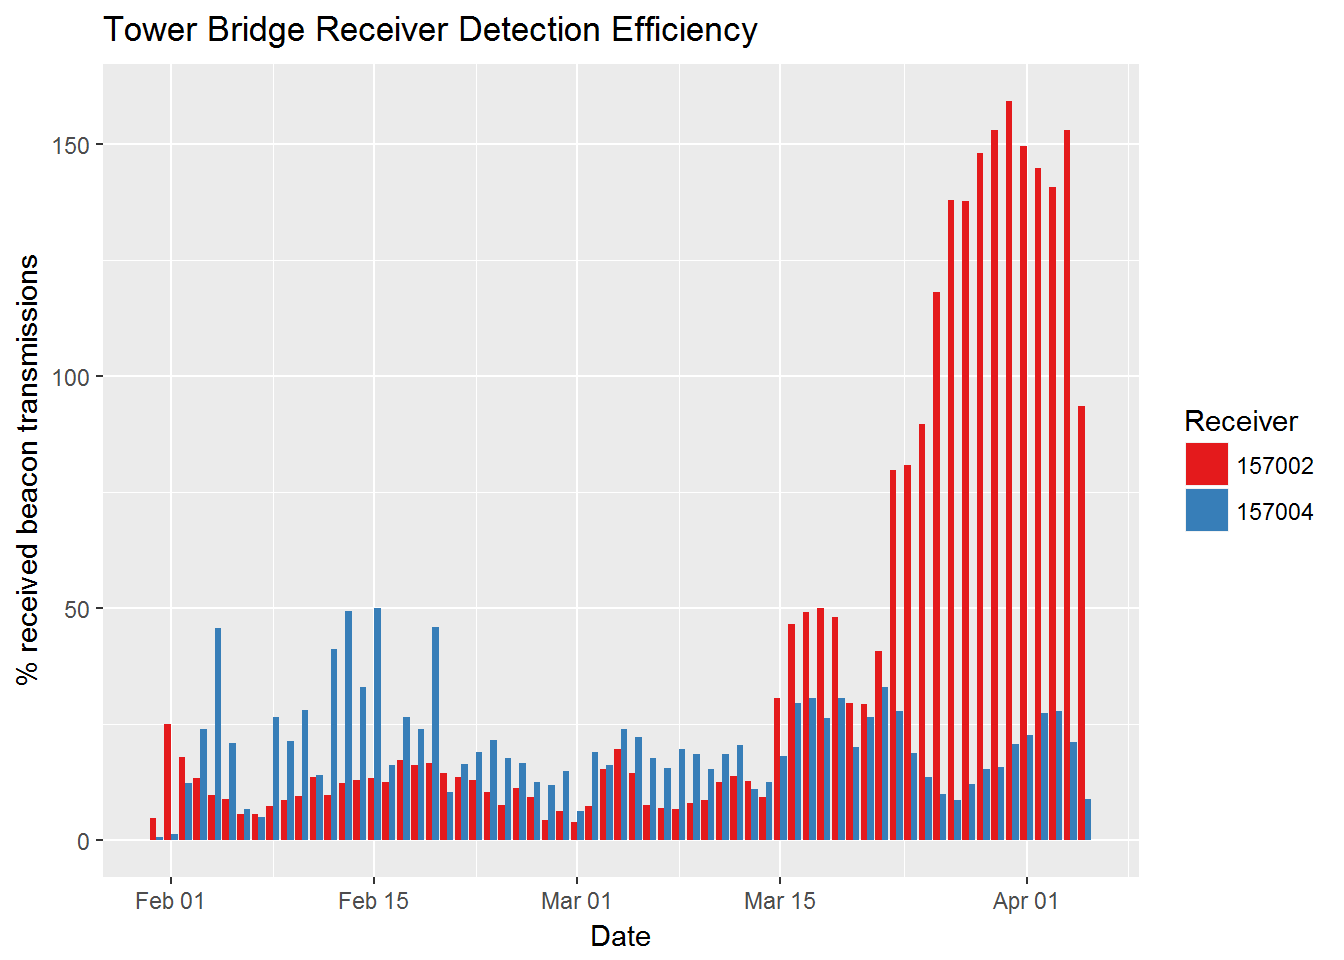 Tower Bridge Receiver Detection Efficiency
% received beacon transmissions
150
100
50
0
Feb 01
Feb 15
Mar 01
Mar 15
Apr 01
Date
Receiver
157002
157004